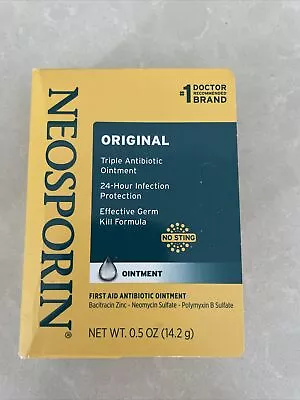 #1 DOCTOR
RECOMMENDED
BRAND
NEOSPORIN®
ORIGINAL
Triple Antibiotic
Ointment
24-Hour Infection
Protection
Effective Germ
Kill Formula
NO STING
OINTMENT
FIRST AID ANTIBIOTIC OINTMENT
Bacitracin Zinc - Neomycin Sulfate - Polymyxin B Sulfate
NET WT. 0.5 OZ (14.2 g)